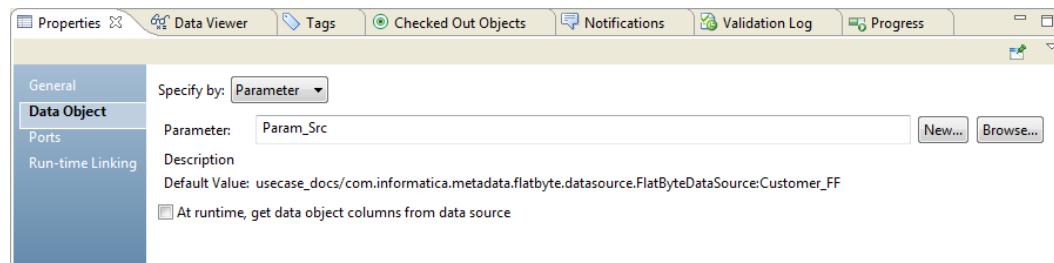 Properties Data Viewer Tags Checked Out Objects Notifications Validation Log Progress
General
Specify by: Parameter
Data Object
Parameter: Param_Src New... Browse...
Ports
Run-time Linking
Description
Default Value: usecase_docs/com.informatica.metadata.flatbyte.datasource.FlatByteDataSource:Customer_FF
At runtime, get data object columns from data source